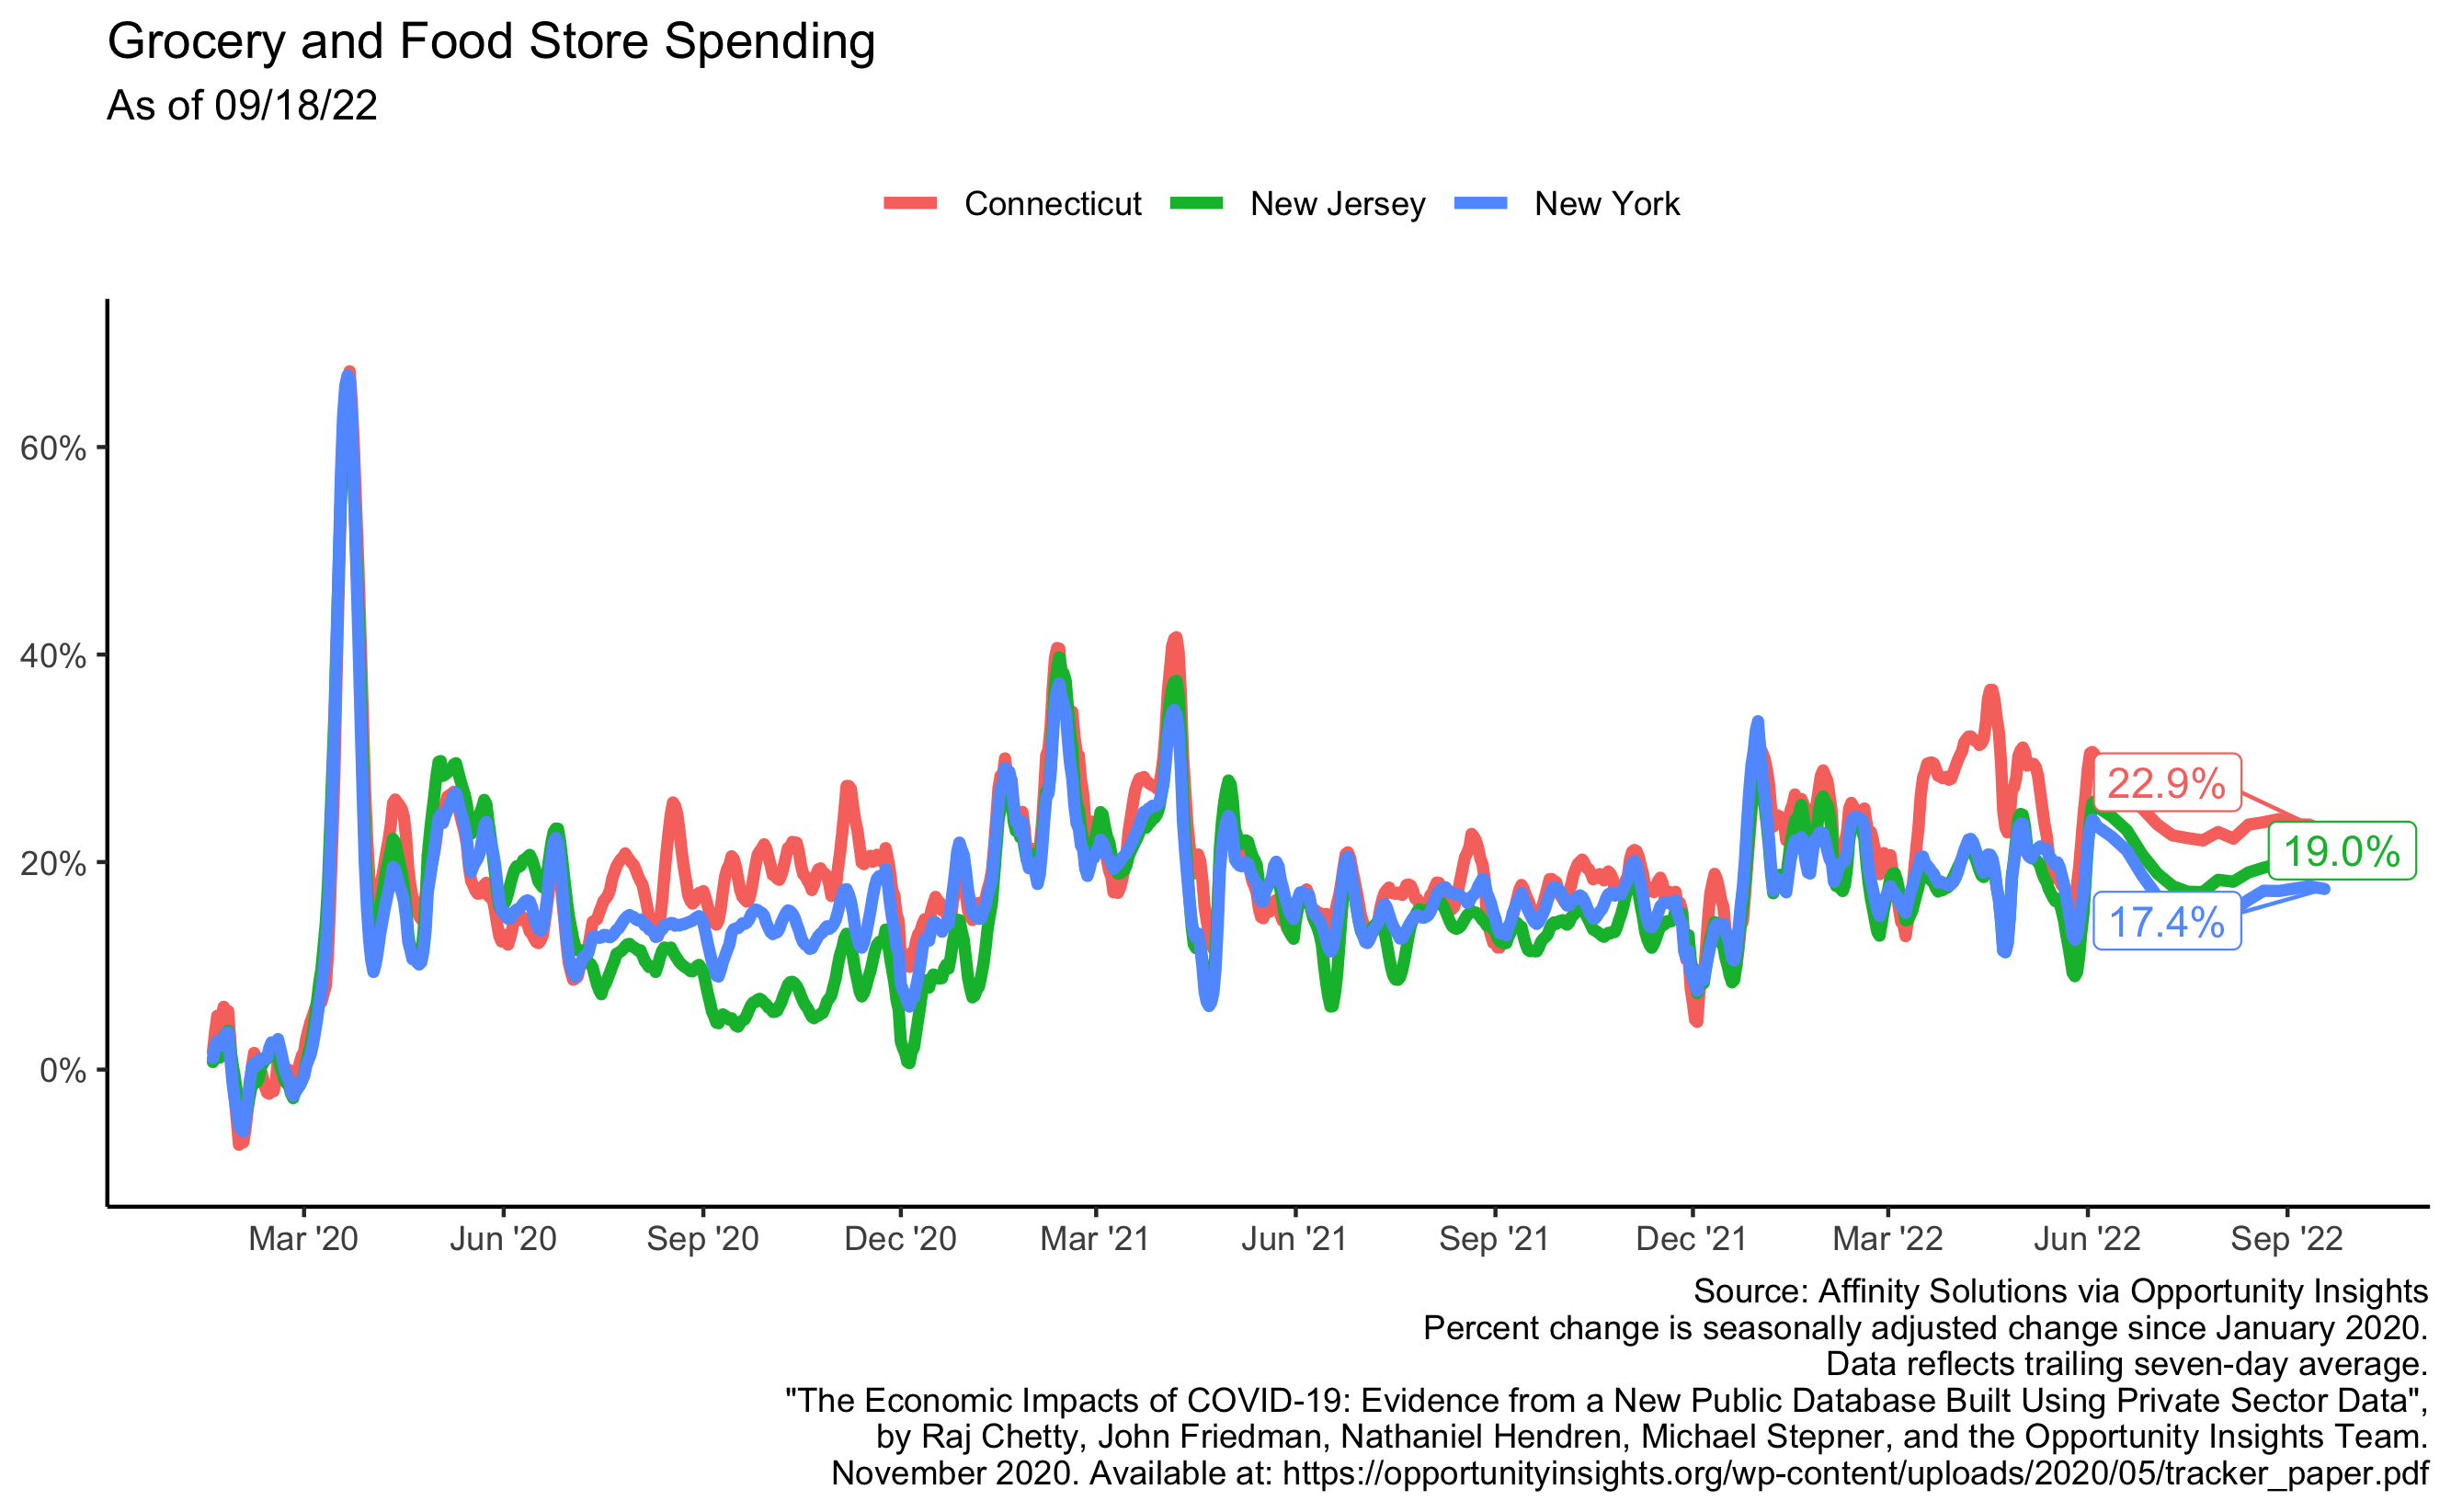 Grocery and Food Store Spending
As of 09/18/22
Connecticut New Jersey New York
60%
40%
20%
0%
22.9%
19.0%
17.4%
Mar '20 Jun '20 Sep '20 Dec '20 Mar '21 Jun '21 Sep '21 Dec '21 Mar '22 Jun '22 Sep '22
Source: Affinity Solutions via Opportunity Insights
Percent change is seasonally adjusted change since January 2020.
Data reflects trailing seven-day average.
"The Economic Impacts of COVID-19: Evidence from a New Public Database Built Using Private Sector Data",
by Raj Chetty, John Friedman, Nathaniel Hendren, Michael Stepner, and the Opportunity Insights Team.
November 2020. Available at: https://opportunityinsights.org/wp-content/uploads/2020/05/tracker_paper.pdf